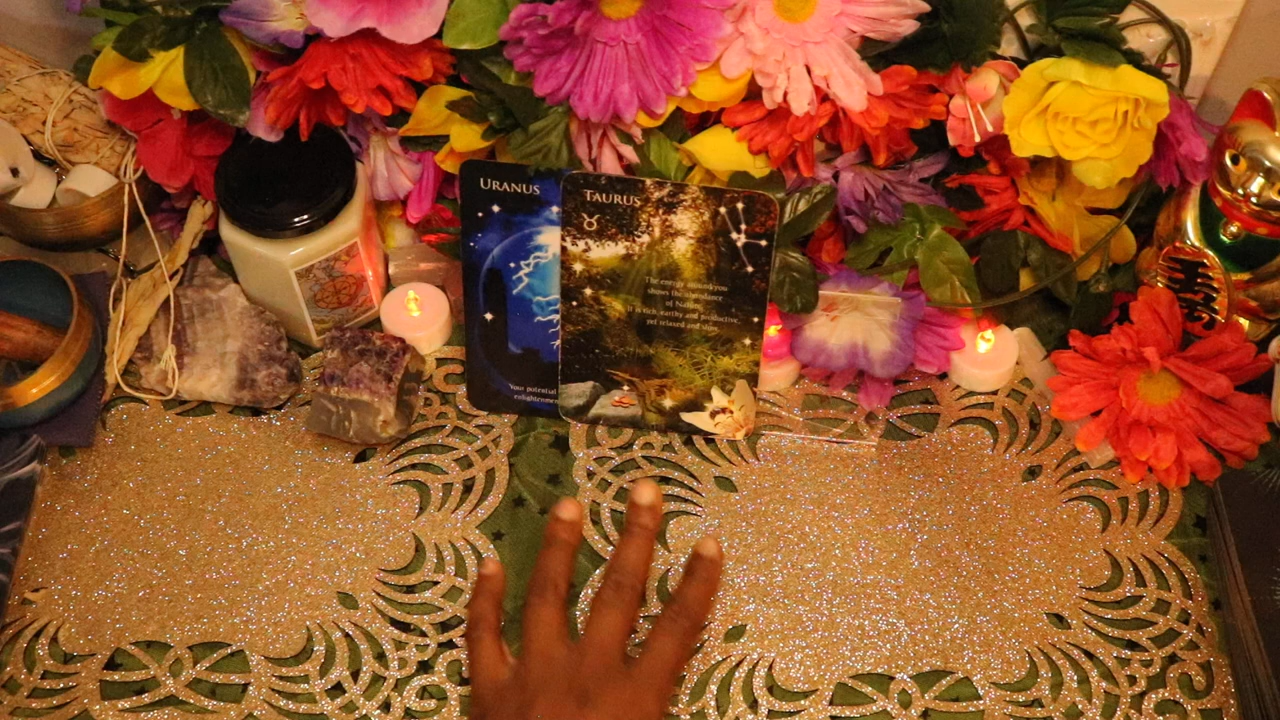 URANUS
"Your potential
enlightenmen
TAURUS
♉
The energy around you
shows the abundance
of Nature.
It is rich, earthy and productive,
yet relaxed and slow.